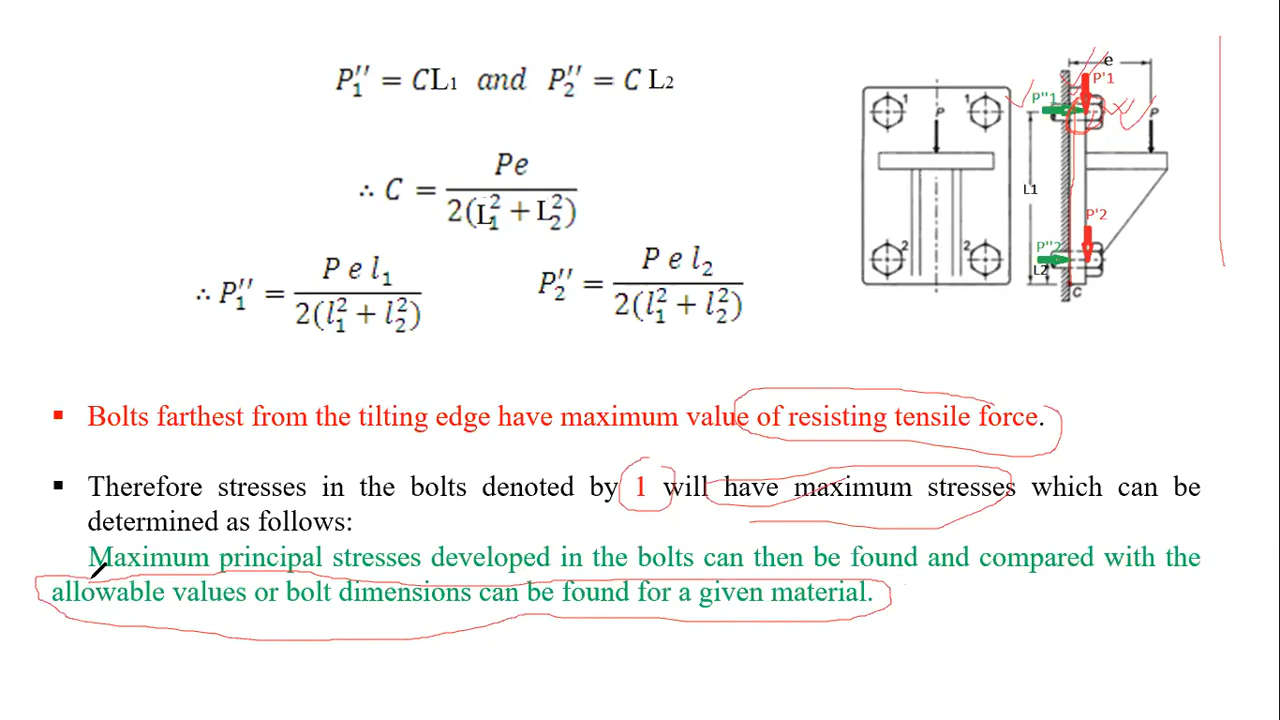 P₁″ = CL₁ and P₂″ = C L₂
∴ C = Pe / 2(L₁² + L₂²)
∴ P₁″ = P e l₁ / 2(l₁² + l₂²)
P₂″ = P e l₂ / 2(l₁² + l₂²)
1 1
P
2 2
e
P'1
P''1
P
L1
P'2
P''2
L2
C
▪ Bolts farthest from the tilting edge have maximum value of resisting tensile force.
▪ Therefore stresses in the bolts denoted by 1 will have maximum stresses which can be
determined as follows:
Maximum principal stresses developed in the bolts can then be found and compared with the
allowable values or bolt dimensions can be found for a given material.